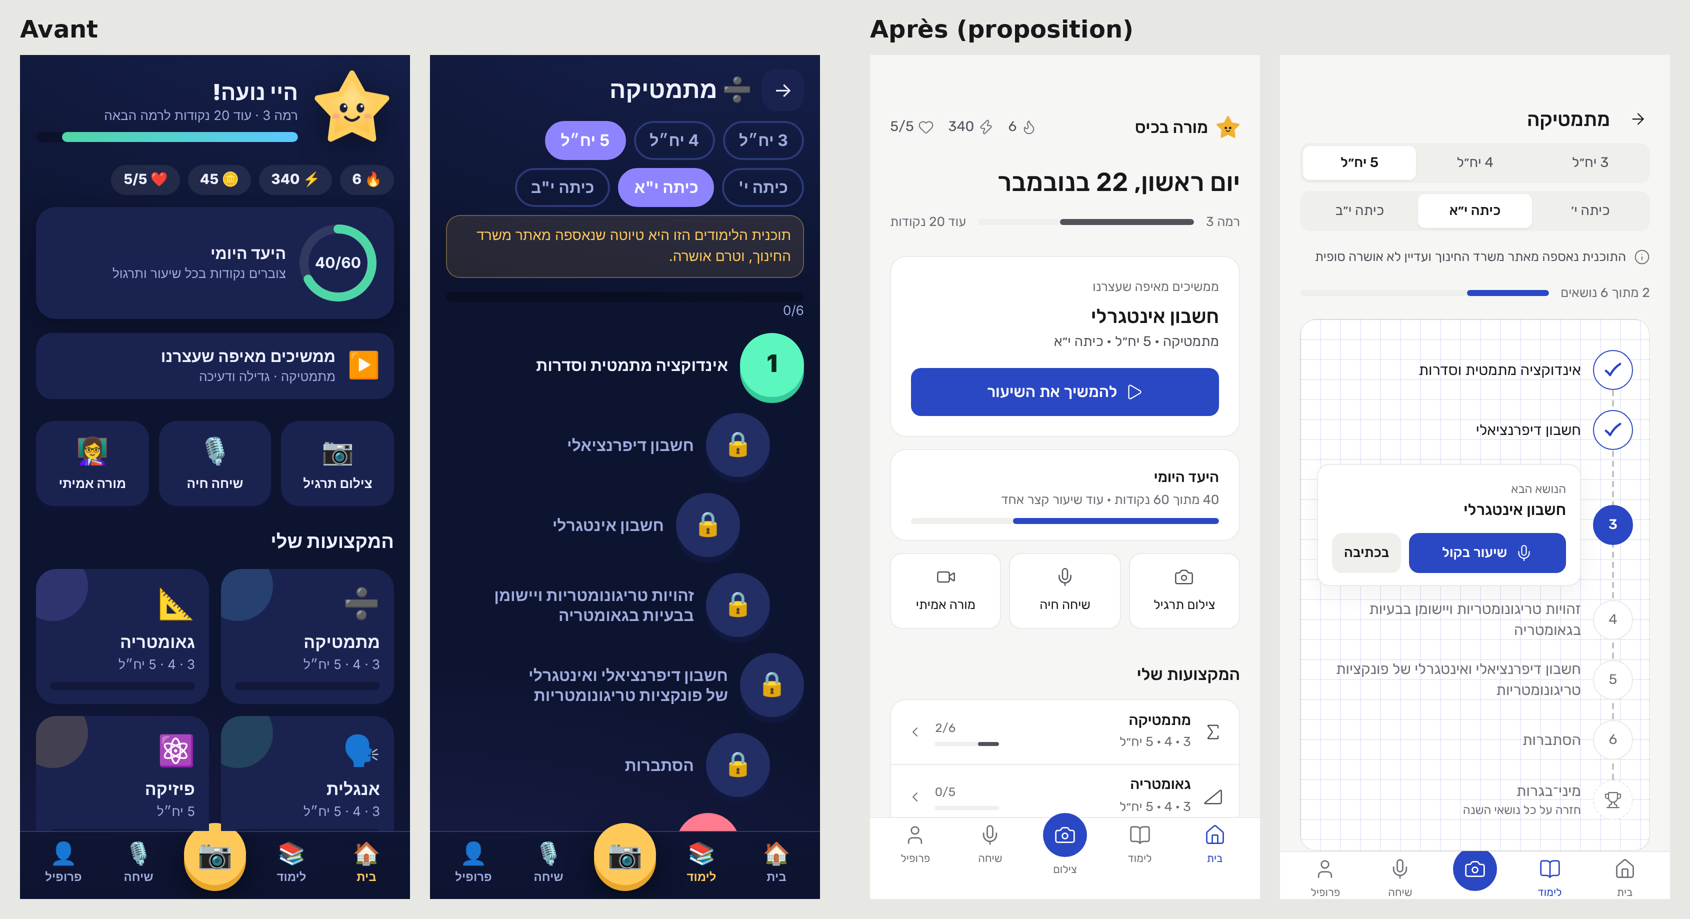 Avant
היי נועה!
רמה 3 · עוד 20 נקודות לרמה הבאה
6
340
45
5/5
40/60
היעד היומי
צוברים נקודות בכל שיעור ותרגול
ממשיכים מאיפה שעצרנו
מתמטיקה · גדילה ודעיכה
צילום תרגיל
שיחה חיה
מורה אמיתי
המקצועות שלי
מתמטיקה
3 · 4 · 5 יח״ל
גאומטריה
3 · 4 · 5 יח״ל
אנגלית
3 · 4 · 5 יח״ל
פיזיקה
5 יח״ל
בית
לימוד
שיחה
פרופיל
מתמטיקה
3 יח״ל
4 יח״ל
5 יח״ל
כיתה י'
כיתה י"א
כיתה י"ב
תוכנית הלימודים הזו היא טיוטה שנאספה מאתר משרד
החינוך, וטרם אושרה.
0/6
1
אינדוקציה מתמטית וסדרות
חשבון דיפרנציאלי
חשבון אינטגרלי
זהויות טריגונומטריות ויישומן
בבעיות בגאומטריה
חשבון דיפרנציאלי ואינטגרלי
של פונקציות טריגונומטריות
הסתברות
בית
לימוד
שיחה
פרופיל
Après (proposition)
מורה בכיס
6
340
5/5
יום ראשון, 22 בנובמבר
רמה 3
עוד 20 נקודות
ממשיכים מאיפה שעצרנו
חשבון אינטגרלי
מתמטיקה • 5 יח״ל • כיתה י״א
להמשיך את השיעור
היעד היומי
40 מתוך 60 נקודות • עוד שיעור קצר אחד
צילום תרגיל
שיחה חיה
מורה אמיתי
המקצועות שלי
מתמטיקה
3 • 4 • 5 יח״ל
2/6
גאומטריה
3 • 4 • 5 יח״ל
0/5
בית
לימוד
צילום
שיחה
פרופיל
מתמטיקה
3 יח״ל
4 יח״ל
5 יח״ל
כיתה י׳
כיתה י״א
כיתה י״ב
התוכנית נאספה מאתר משרד החינוך ועדיין לא אושרה סופית
2 מתוך 6 נושאים
אינדוקציה מתמטית וסדרות
חשבון דיפרנציאלי
הנושא הבא
חשבון אינטגרלי
שיעור בקול
בכתיבה
3
4
זהויות טריגונומטריות ויישומן בבעיות
בגאומטריה
5
חשבון דיפרנציאלי ואינטגרלי של פונקציות
טריגונומטריות
6
הסתברות
מיני־בגרות
חזרה על כל נושאי השנה
בית
לימוד
שיחה
פרופיל